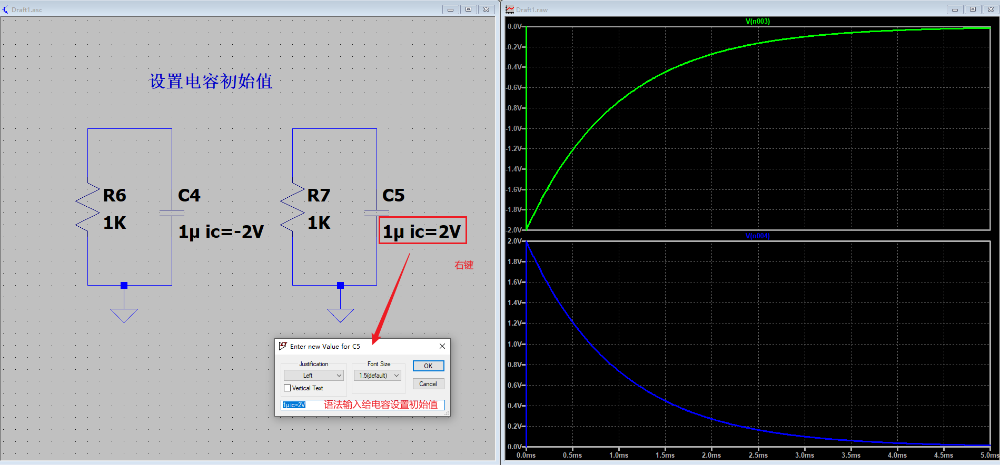 Draft1.asc
设置电容初始值
R6
1K
C4
1µ ic=-2V
R7
1K
C5
1µ ic=2V
右键
Enter new Value for C5
Justification
Left
Vertical Text
Font Size
1.5(default)
OK
Cancel
1µ ic=2V
语法输入给电容设置初始值
Draft1.raw
V(n003)
0.0V
-0.2V
-0.4V
-0.6V
-0.8V
-1.0V
-1.2V
-1.4V
-1.6V
-1.8V
-2.0V
V(n004)
2.0V
1.8V
1.6V
1.4V
1.2V
1.0V
0.8V
0.6V
0.4V
0.2V
0.0V
0.0ms 0.5ms 1.0ms 1.5ms 2.0ms 2.5ms 3.0ms 3.5ms 4.0ms 4.5ms 5.0ms